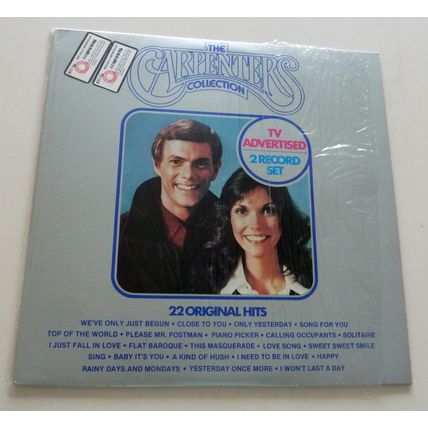 THE
CARPENTERS
COLLECTION
TV
ADVERTISED
2 RECORD
SET
22 ORIGINAL HITS
WE'VE ONLY JUST BEGUN • CLOSE TO YOU • ONLY YESTERDAY • SONG FOR YOU
TOP OF THE WORLD • PLEASE MR. POSTMAN • PIANO PICKER • CALLING OCCUPANTS • SOLITAIRE
I JUST FALL IN LOVE • FLAT BAROQUE • THIS MASQUERADE • LOVE SONG • SWEET SWEET SMILE
SING • BABY IT'S YOU • A KIND OF HUSH • I NEED TO BE IN LOVE • HAPPY
RAINY DAYS AND MONDAYS • YESTERDAY ONCE MORE • I WON'T LAST A DAY